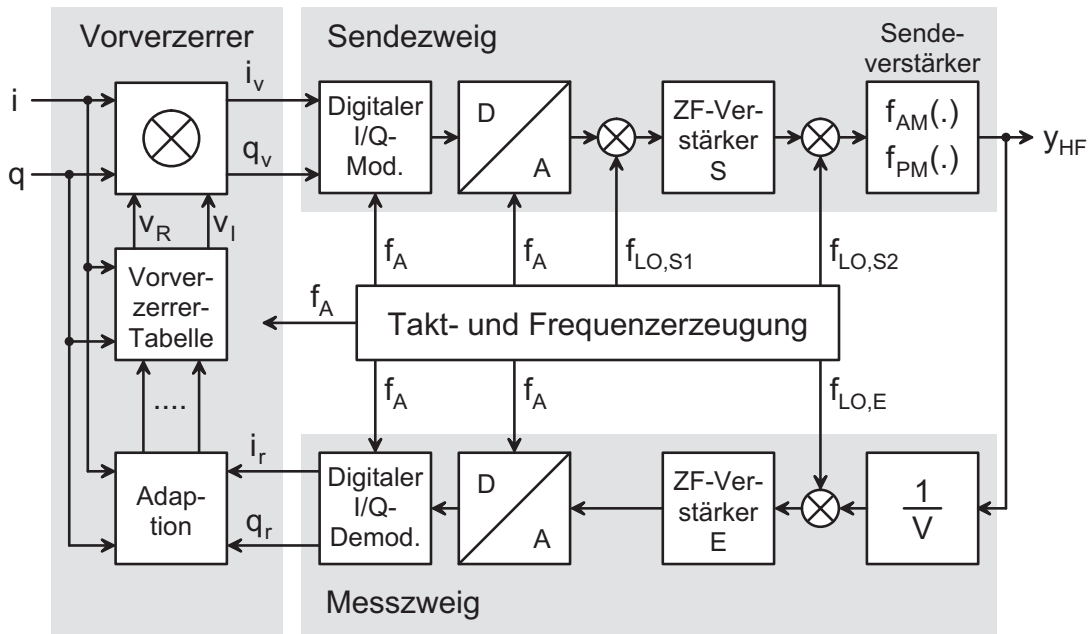 Vorverzerrer
Sendezweig
Sende-
verstärker
i
q
i_v
q_v
Digitaler
I/Q-
Mod.
D
A
ZF-Ver-
stärker
S
f_AM(.)
f_PM(.)
y_HF
v_R
v_I
f_A
f_A
f_LO,S1
f_LO,S2
Vorver-
zerrer-
Tabelle
f_A
Takt- und Frequenzerzeugung
....
f_A
f_A
f_LO,E
Adap-
tion
i_r
q_r
Digitaler
I/Q-
Demod.
D
A
ZF-Ver-
stärker
E
1
V
Messzweig